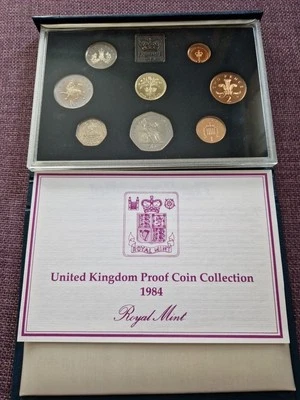 ROYAL MINT
United Kingdom Proof Coin Collection
1984
Royal Mint